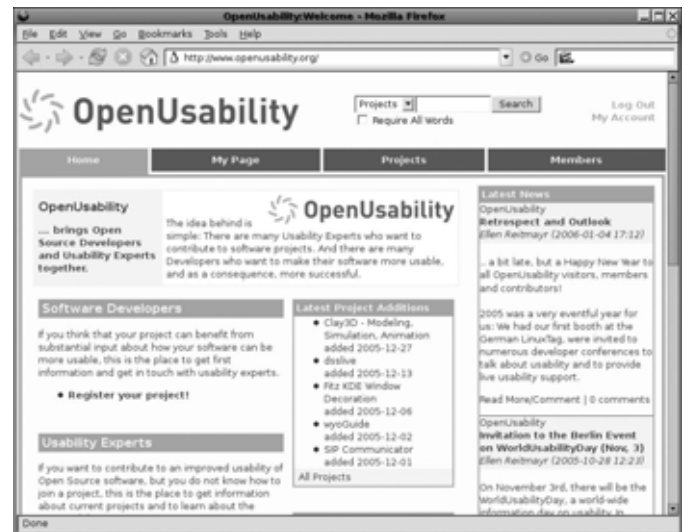 OpenUsability:Welcome - Mozilla Firefox
File Edit View Go Bookmarks Tools Help
http://www.openusability.org/
Go
OpenUsability
Projects
Search
Require All Words
Log Out
My Account
Home
My Page
Projects
Members
OpenUsability
... brings Open
Source Developers
and Usability Experts
together.
OpenUsability
The idea behind is
simple: There are many Usability Experts who want to
contribute to software projects. And there are many
Developers who want to make their software more usable,
and as a consequence, more successful.
Software Developers
If you think that your project can benefit from
substantial input about how your software can be
more usable, this is the place to get first
information and get in touch with usability experts.
• Register your project!
Usability Experts
If you want to contribute to an improved usability of
Open Source software, but you do not know how to
join a project, this is the place to get information
about current projects and to learn about the
Latest Project Additions
• Clay3D - Modeling,
Simulation, Animation
added 2005-12-27
• dsslive
added 2005-12-13
• Fitz KDE Window
Decoration
added 2005-12-06
• wyoGuide
added 2005-12-02
• SIP Communicator
added 2005-12-01
All Projects
Latest News
OpenUsability
Retrospect and Outlook
Ellen Reitmayr (2006-01-04 17:12)
.. a bit late, but a Happy New Year to
all OpenUsability visitors, members
and contributors!
2005 was a very eventful year for
us: We had our first booth at the
German LinuxTag, were invited to
numerous developer conferences to
talk about usability and to provide
live usability support.
Read More/Comment | 0 comments
OpenUsability
Invitation to the Berlin Event
on WorldUsabilityDay (Nov, 3)
Ellen Reitmayr (2005-10-28 12:23)
On November 3rd, there will be the
WorldUsabilityDay, a world-wide
information day on usability. In
Done